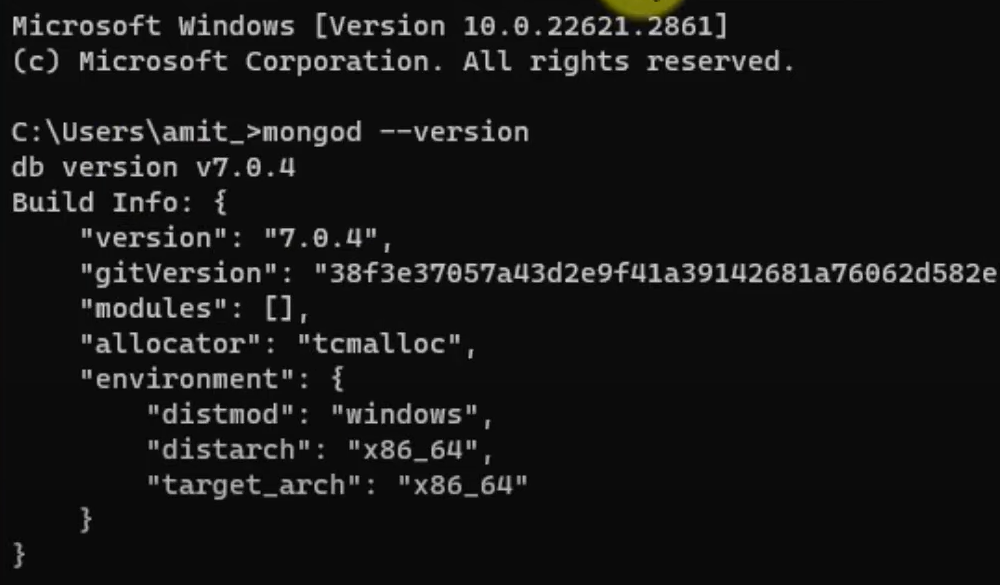 Microsoft Windows [Version 10.0.22621.2861]
(c) Microsoft Corporation. All rights reserved.
C:\Users\amit_>mongod --version
db version v7.0.4
Build Info: {
    "version": "7.0.4",
    "gitVersion": "38f3e37057a43d2e9f41a39142681a76062d582e
    "modules": [],
    "allocator": "tcmalloc",
    "environment": {
        "distmod": "windows",
        "distarch": "x86_64",
        "target_arch": "x86_64"
    }
}